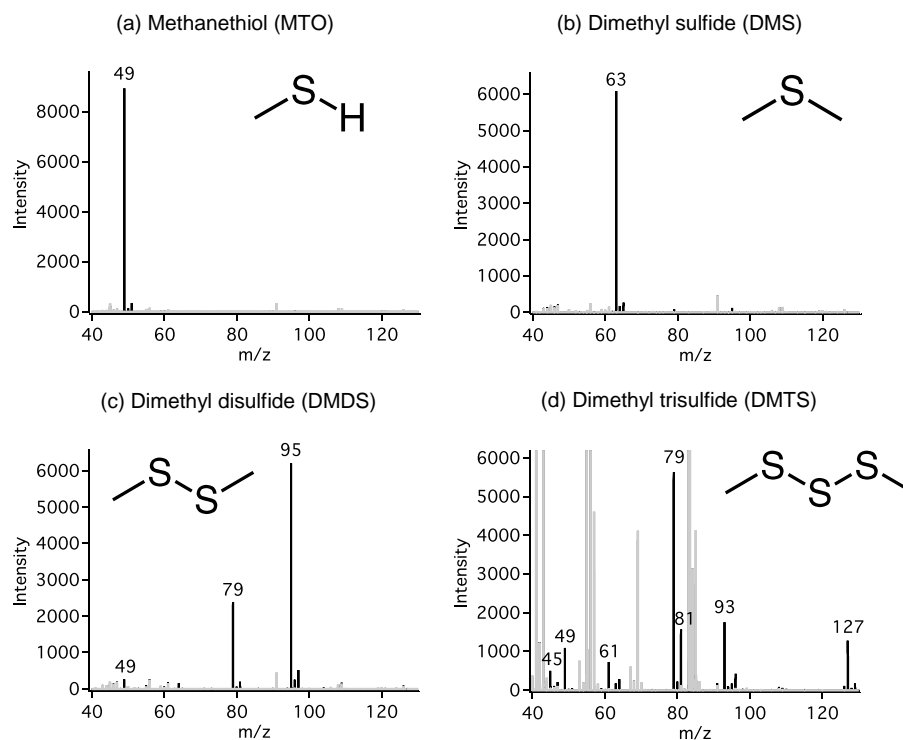 (a) Methanethiol (MTO)
49
8000
6000
4000
2000
0
Intensity
S
H
40
60
80
100
120
m/z
(b) Dimethyl sulfide (DMS)
63
6000
5000
4000
3000
2000
1000
0
Intensity
S
40
60
80
100
120
m/z
(c) Dimethyl disulfide (DMDS)
95
79
49
6000
5000
4000
3000
2000
1000
0
Intensity
S
S
40
60
80
100
120
m/z
(d) Dimethyl trisulfide (DMTS)
79
81
93
127
49
61
45
6000
5000
4000
3000
2000
1000
0
Intensity
S
S
S
40
60
80
100
120
m/z